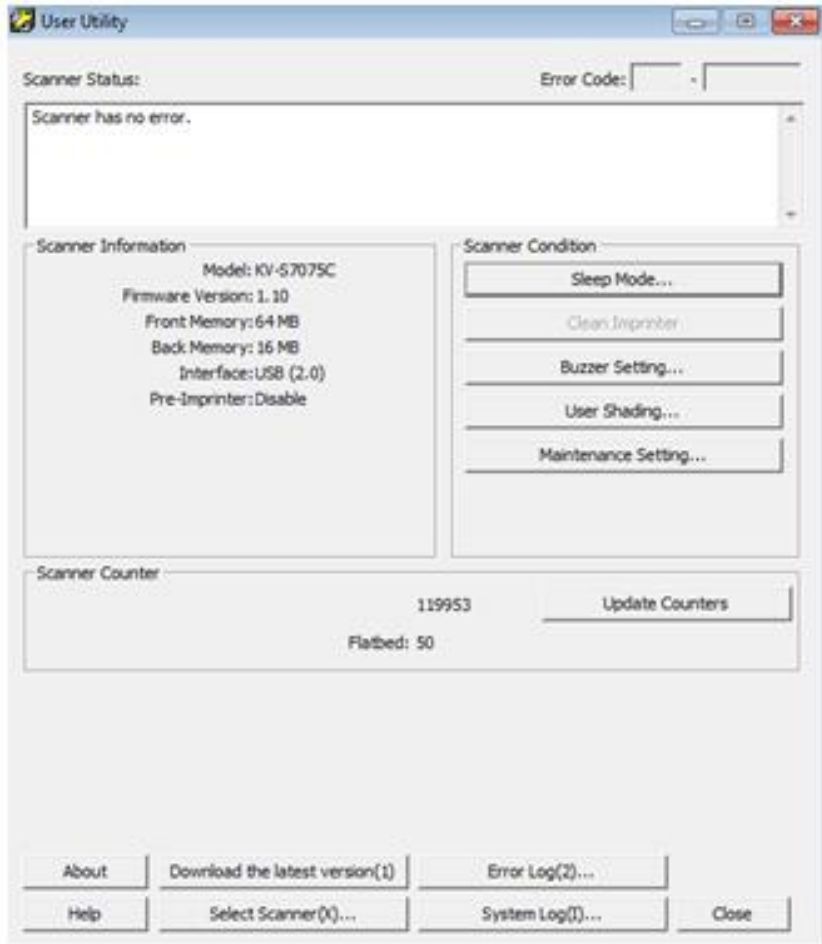 User Utility
Scanner Status:
Error Code:
-
Scanner has no error.
Scanner Information
Model: KV-S7075C
Firmware Version: 1.10
Front Memory: 64 MB
Back Memory: 16 MB
Interface: USB (2.0)
Pre-Imprinter: Disable
Scanner Condition
Sleep Mode...
Clean Imprinter
Buzzer Setting...
User Shading...
Maintenance Setting...
Scanner Counter
119953
Update Counters
Flatbed: 50
About
Download the latest version(1)
Error Log(2)...
Help
Select Scanner(X)...
System Log(I)...
Close